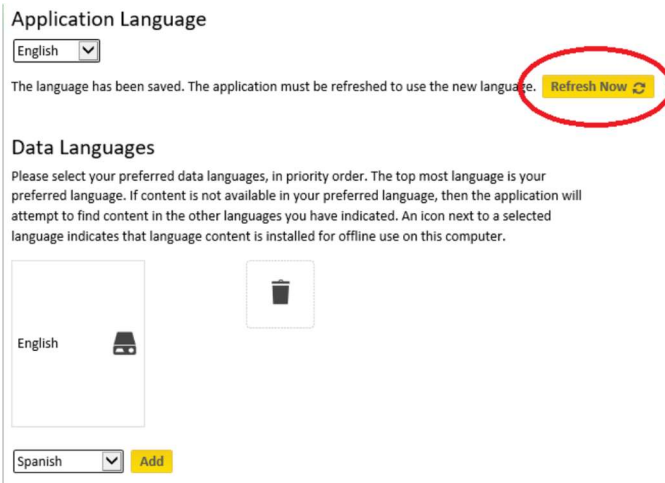 Application Language
English
The language has been saved. The application must be refreshed to use the new language. Refresh Now
Data Languages
Please select your preferred data languages, in priority order. The top most language is your
preferred language. If content is not available in your preferred language, then the application will
attempt to find content in the other languages you have indicated. An icon next to a selected
language indicates that language content is installed for offline use on this computer.
English
Spanish Add